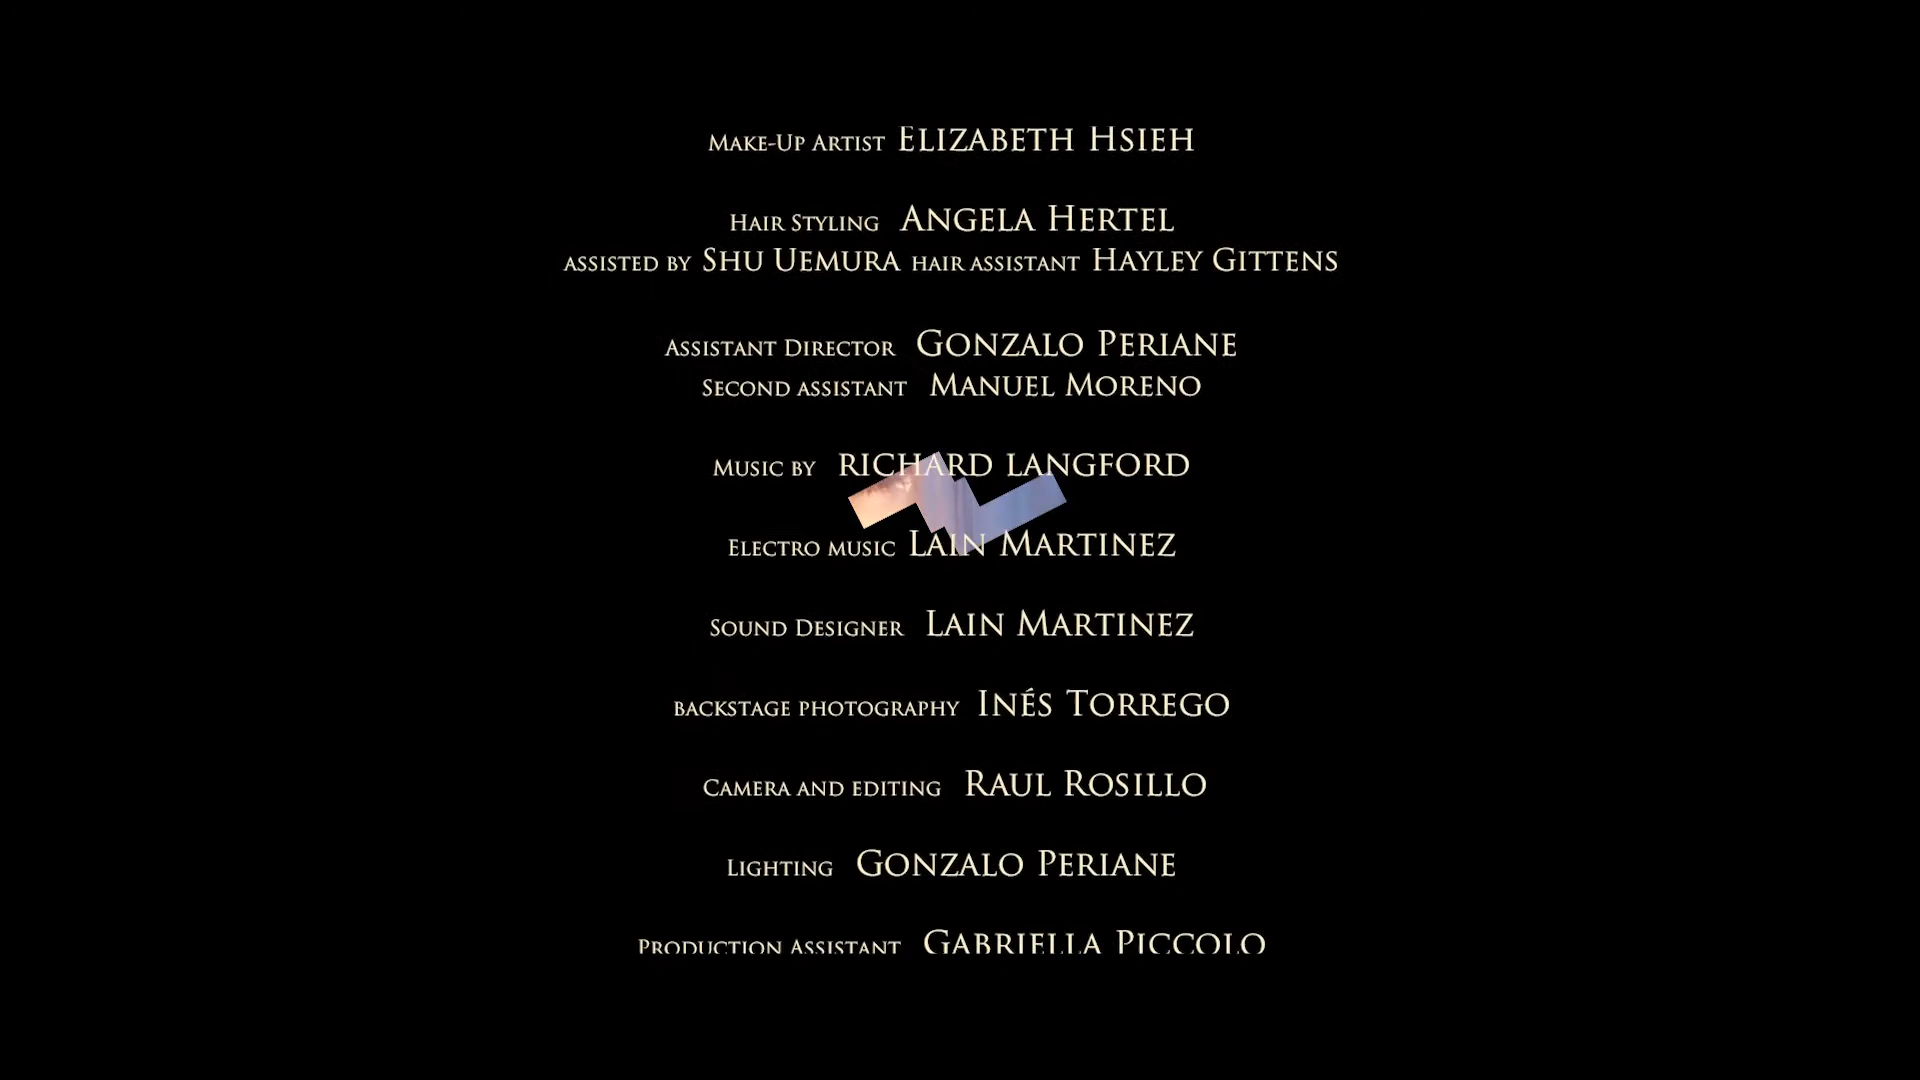 Make-Up Artist ELIZABETH HSIEH
Hair Styling ANGELA HERTEL
assisted by SHU UEMURA hair assistant HAYLEY GITTENS
Assistant Director GONZALO PERIANE
Second assistant MANUEL MORENO
Music by RICHARD LANGFORD
Electro music LAIN MARTINEZ
Sound Designer LAIN MARTINEZ
backstage photography INÉS TORREGO
Camera and editing RAUL ROSILLO
Lighting GONZALO PERIANE
Production Assistant GABRIELLA PICCOLO